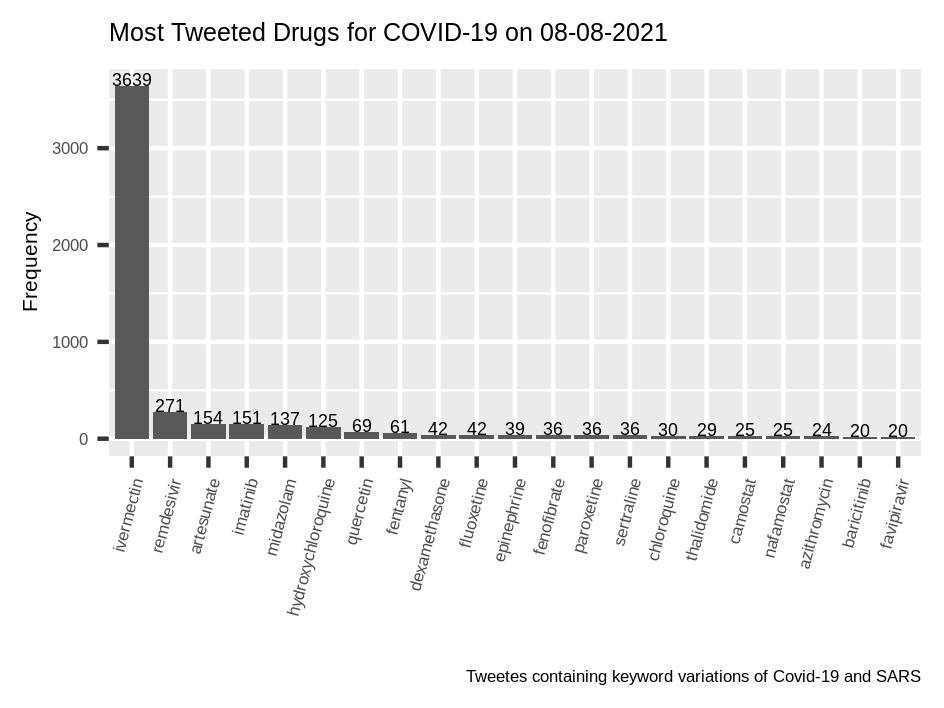 Most Tweeted Drugs for COVID-19 on 08-08-2021
Frequency
3000
2000
1000
0
3639
271
154
151
137
125
69
61
42
42
39
36
36
36
30
29
25
25
24
20
20
ivermectin
remdesivir
artesunate
imatinib
midazolam
hydroxychloroquine
quercetin
fentanyl
dexamethasone
fluoxetine
epinephrine
fenofibrate
paroxetine
sertraline
chloroquine
thalidomide
camostat
nafamostat
azithromycin
baricitinib
favipiravir
Tweetes containing keyword variations of Covid-19 and SARS